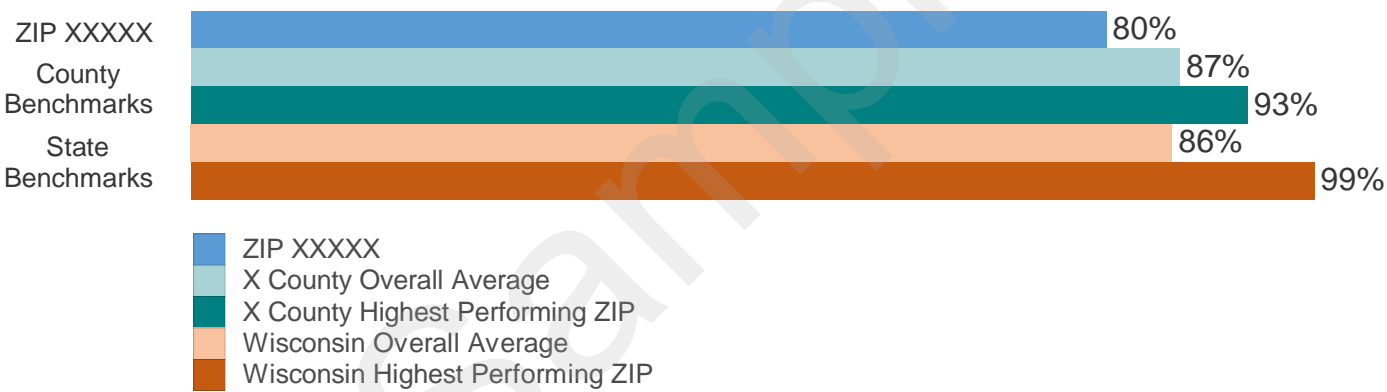 ZIP XXXXX
80%
County
Benchmarks
87%
93%
State
Benchmarks
86%
99%
ZIP XXXXX
X County Overall Average
X County Highest Performing ZIP
Wisconsin Overall Average
Wisconsin Highest Performing ZIP
Sampl